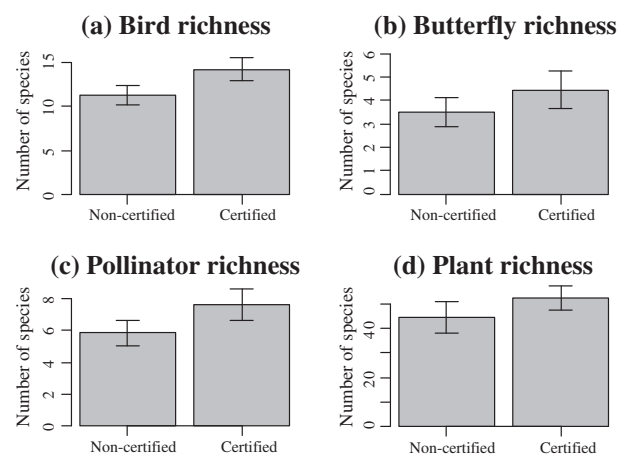 (a) Bird richness
Number of species
0
5
10
15
Non-certified Certified
(b) Butterfly richness
Number of species
0
1
2
3
4
5
6
Non-certified Certified
(c) Pollinator richness
Number of species
0
2
4
6
8
Non-certified Certified
(d) Plant richness
Number of species
0
20
40
Non-certified Certified